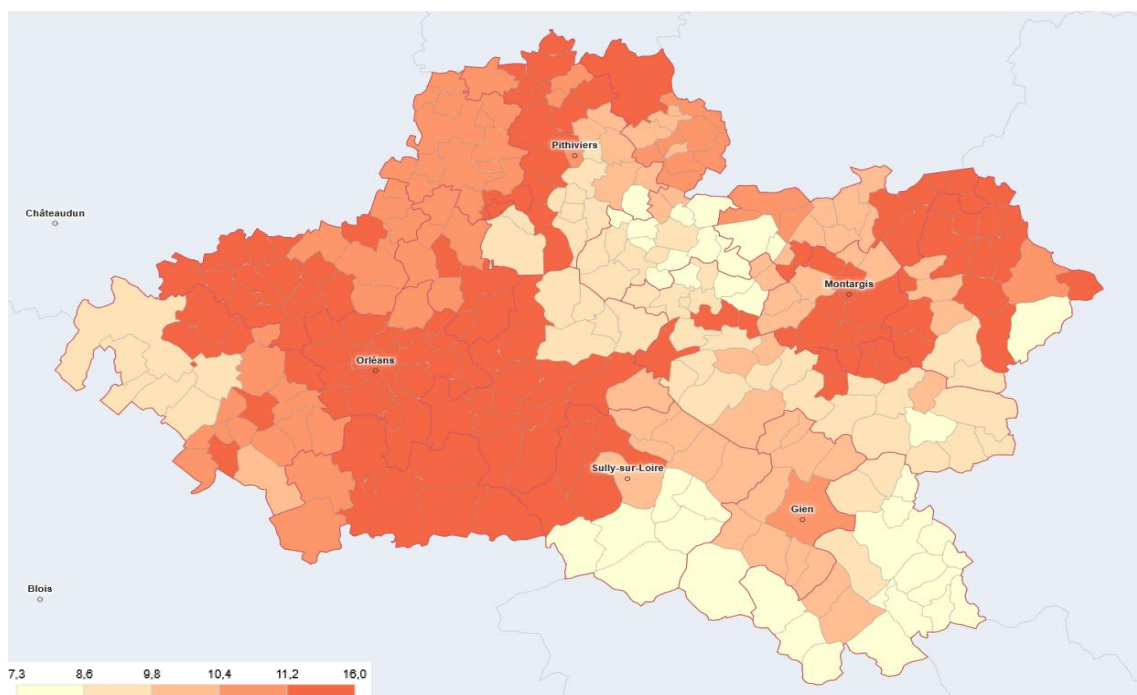 Pithiviers
Châteaudun
Montargis
Orléans
Sully-sur-Loire
Gien
Blois
7,3 8,6 9,8 10,4 11,2 16,0